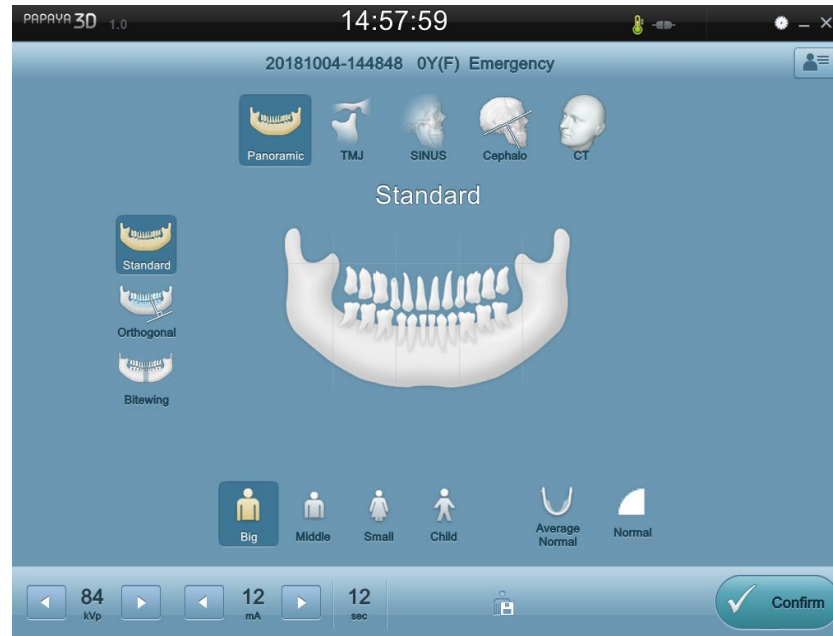 PAPAYA 3D 1.0 14:57:59
20181004-144848 0Y(F) Emergency
Panoramic TMJ SINUS Cephalo CT
Standard
Standard
Orthogonal
Bitewing
Big Middle Small Child Average Normal Normal
84 kVp 12 mA 12 sec Confirm